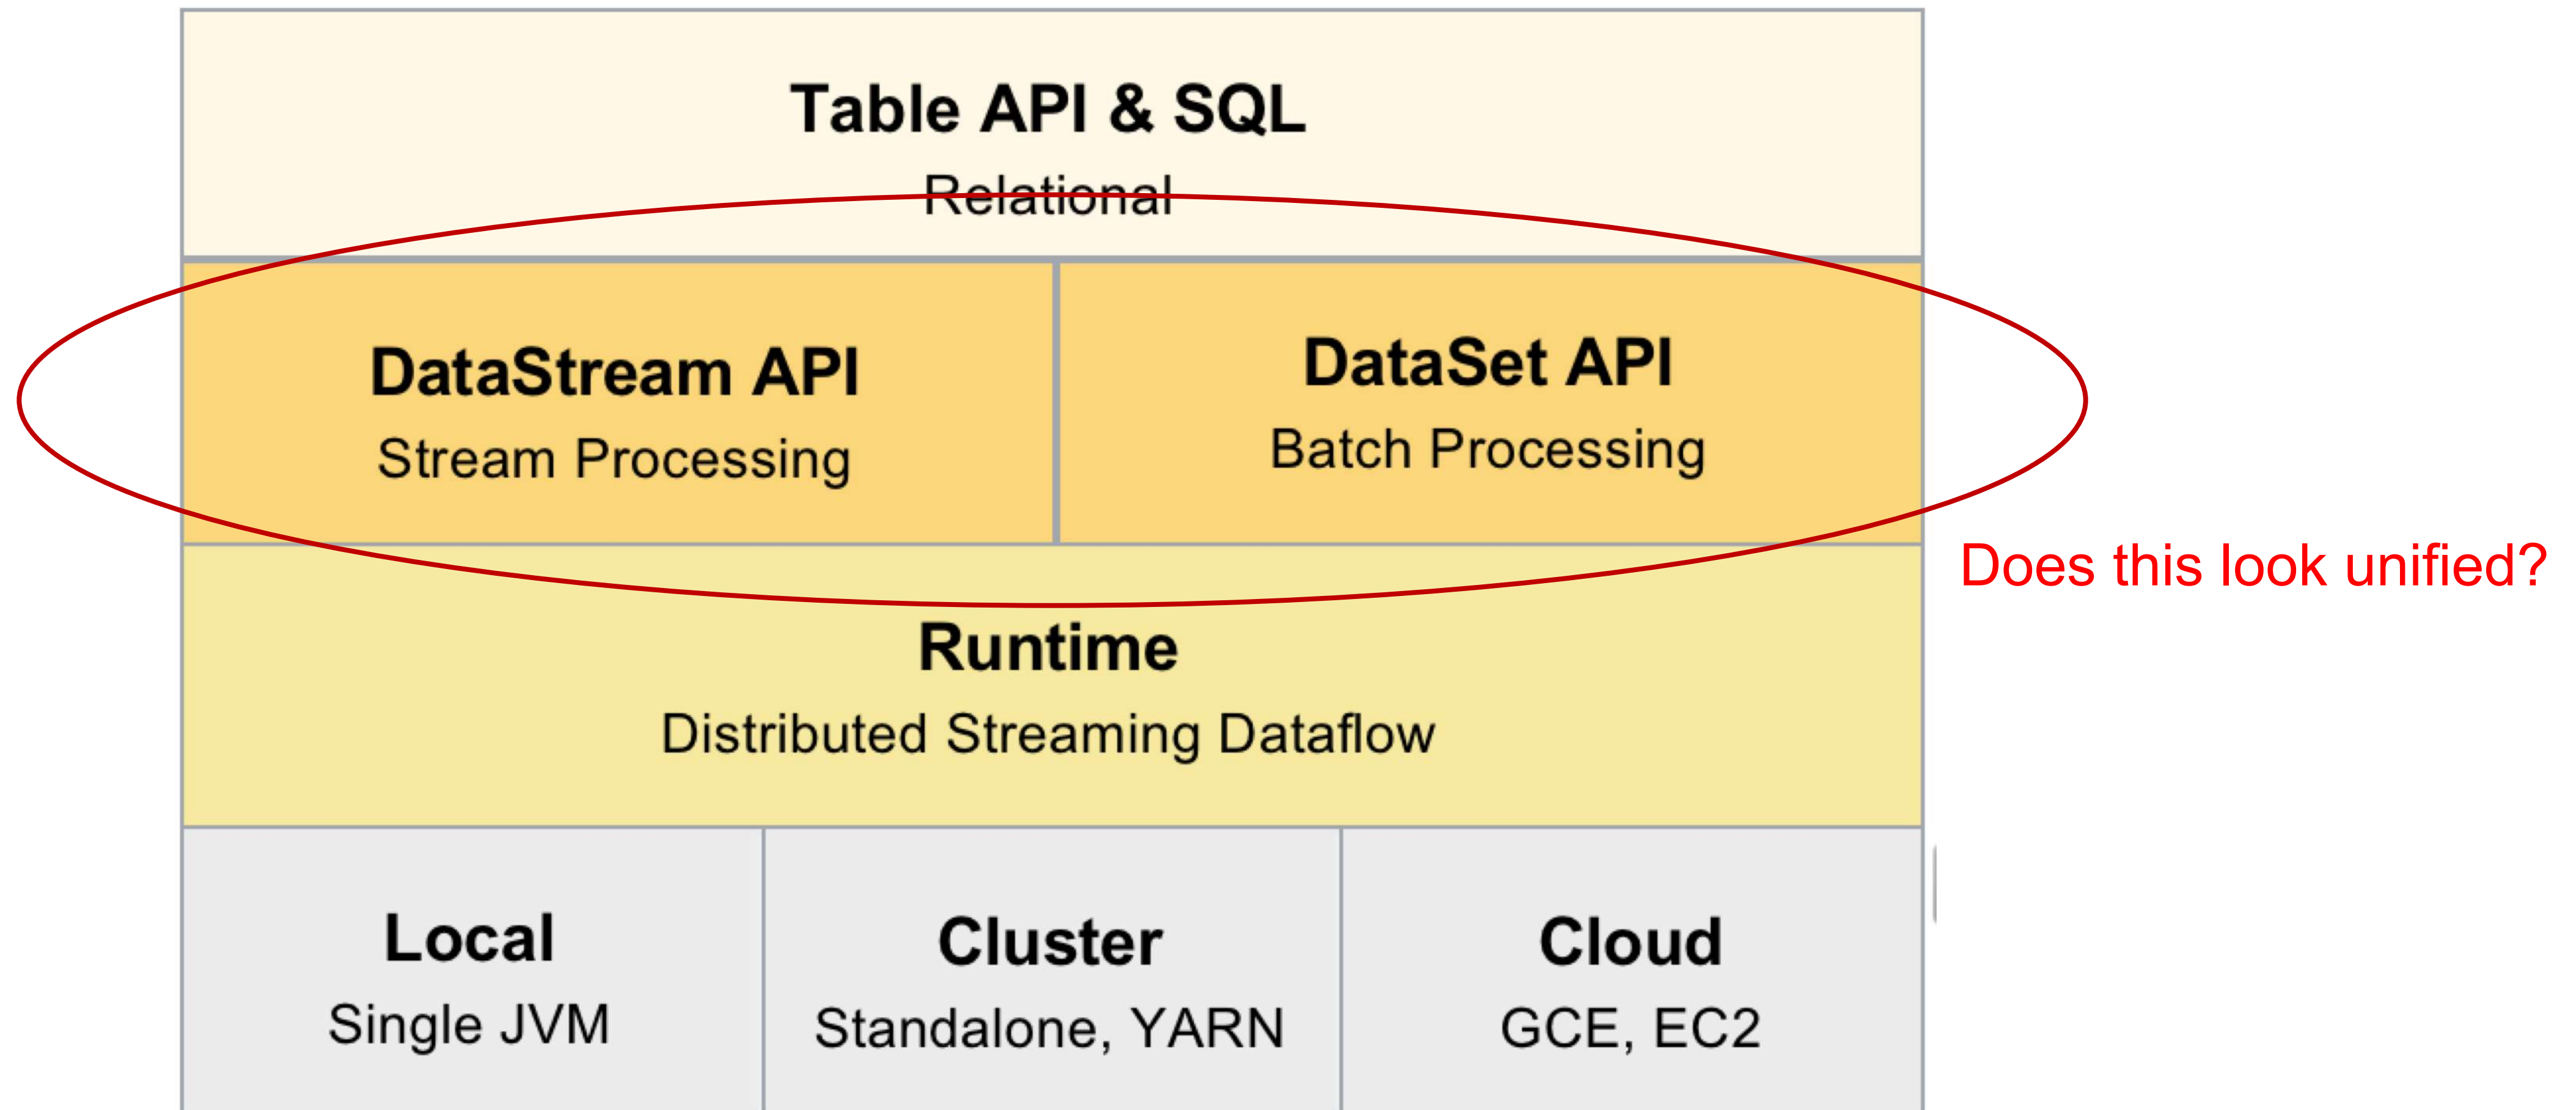 Table API & SQL
Relational
DataStream API
Stream Processing
DataSet API
Batch Processing
Does this look unified?
Runtime
Distributed Streaming Dataflow
Local
Single JVM
Cluster
Standalone, YARN
Cloud
GCE, EC2